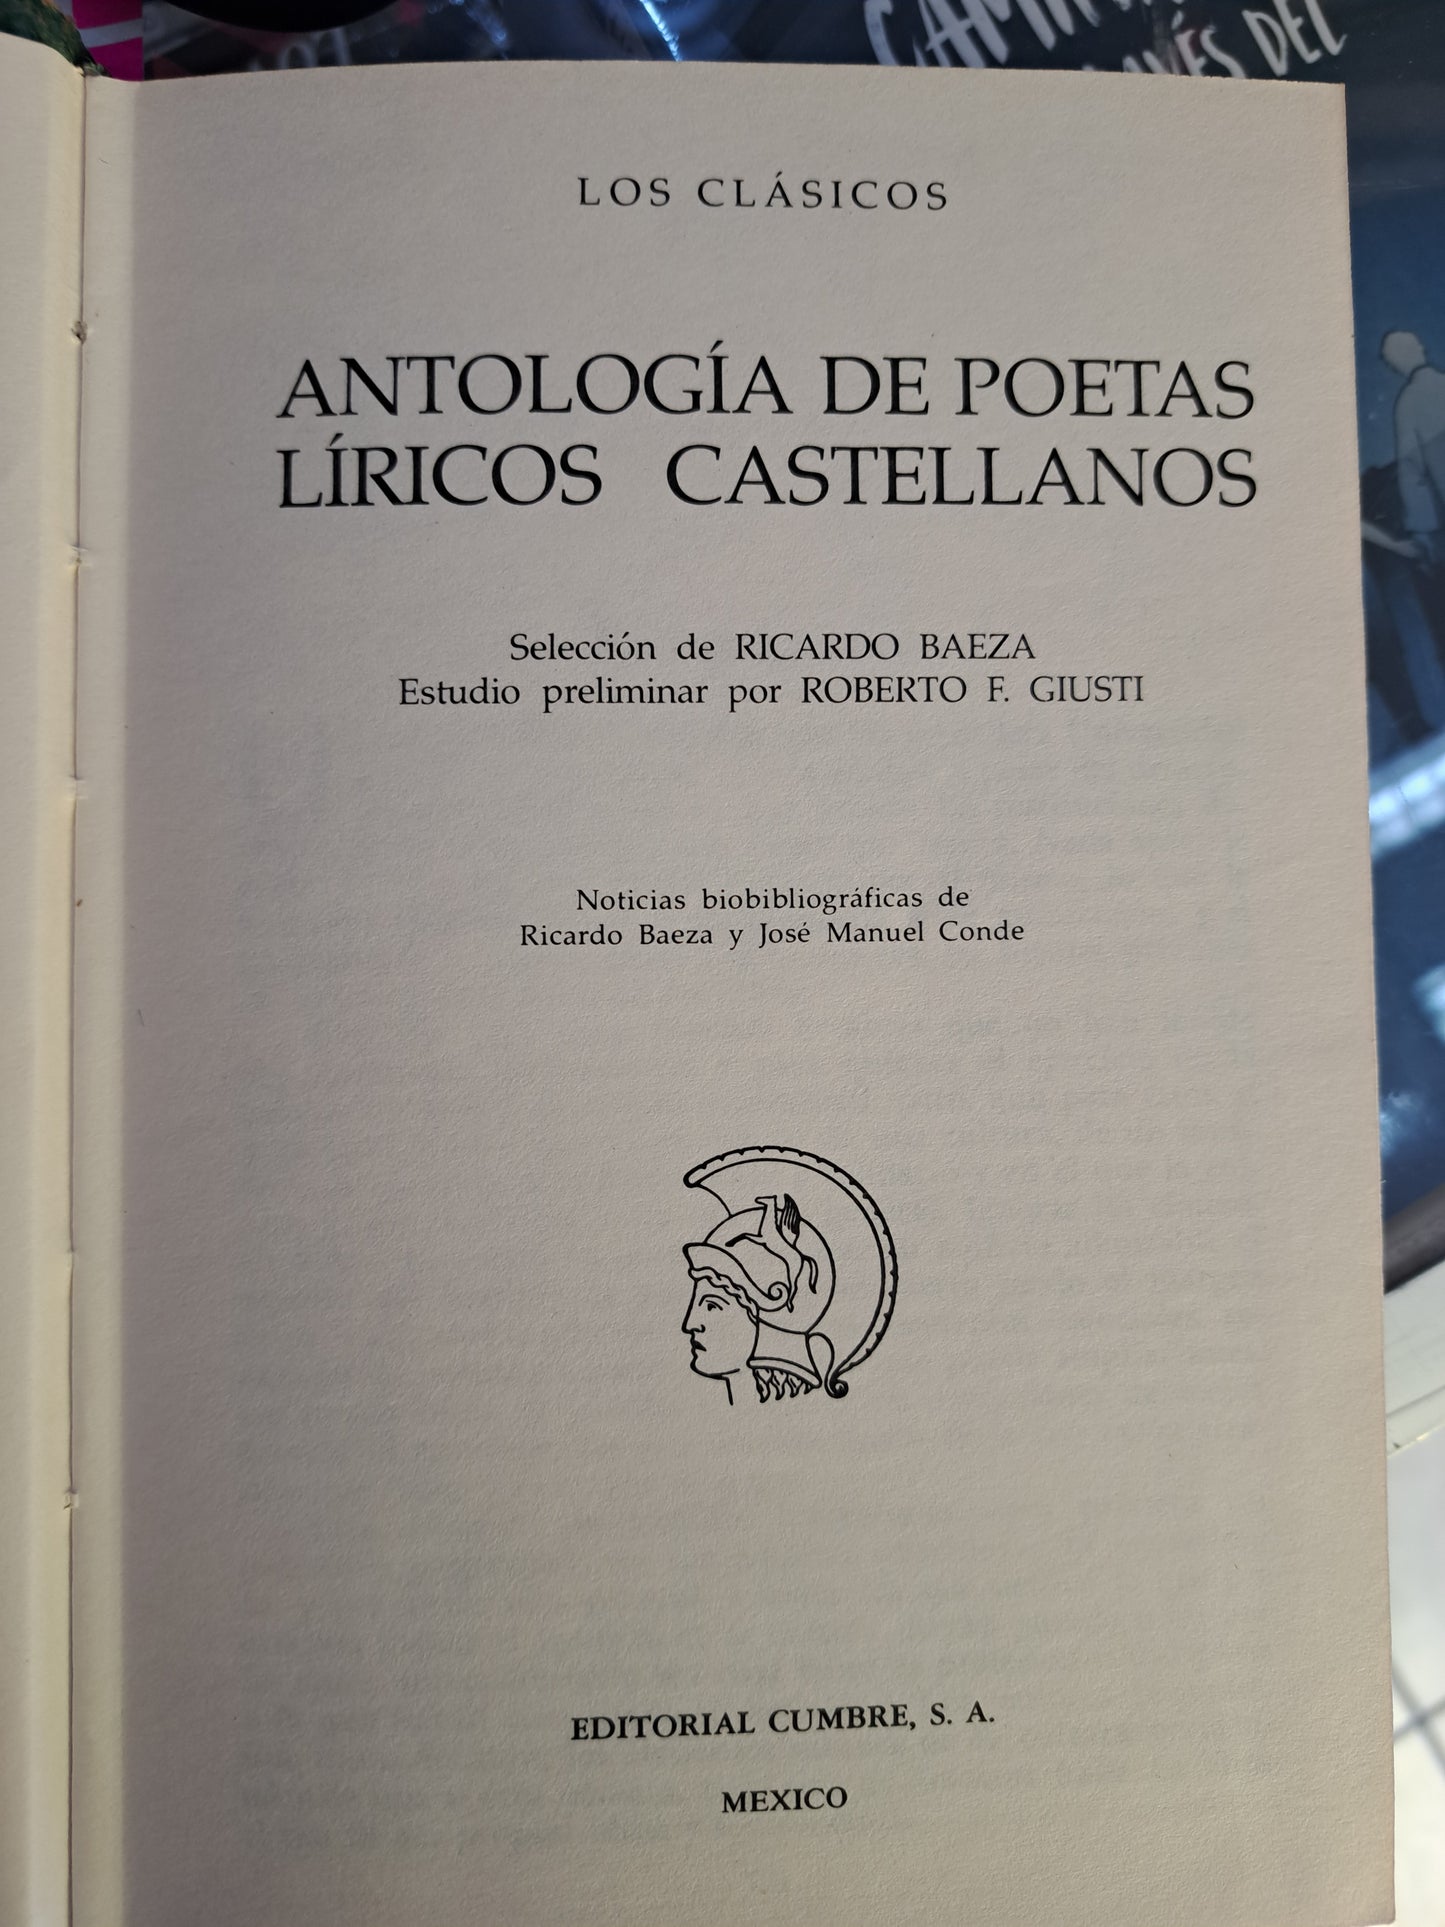 DEL
LOS CLÁSICOS
ANTOLOGÍA DE POETAS
LÍRICOS CASTELLANOS
Selección de RICARDO BAEZA
Estudio preliminar por ROBERTO F. GIUSTI
Noticias biobibliográficas de
Ricardo Baeza y José Manuel Conde
EDITORIAL CUMBRE, S. A.
MEXICO